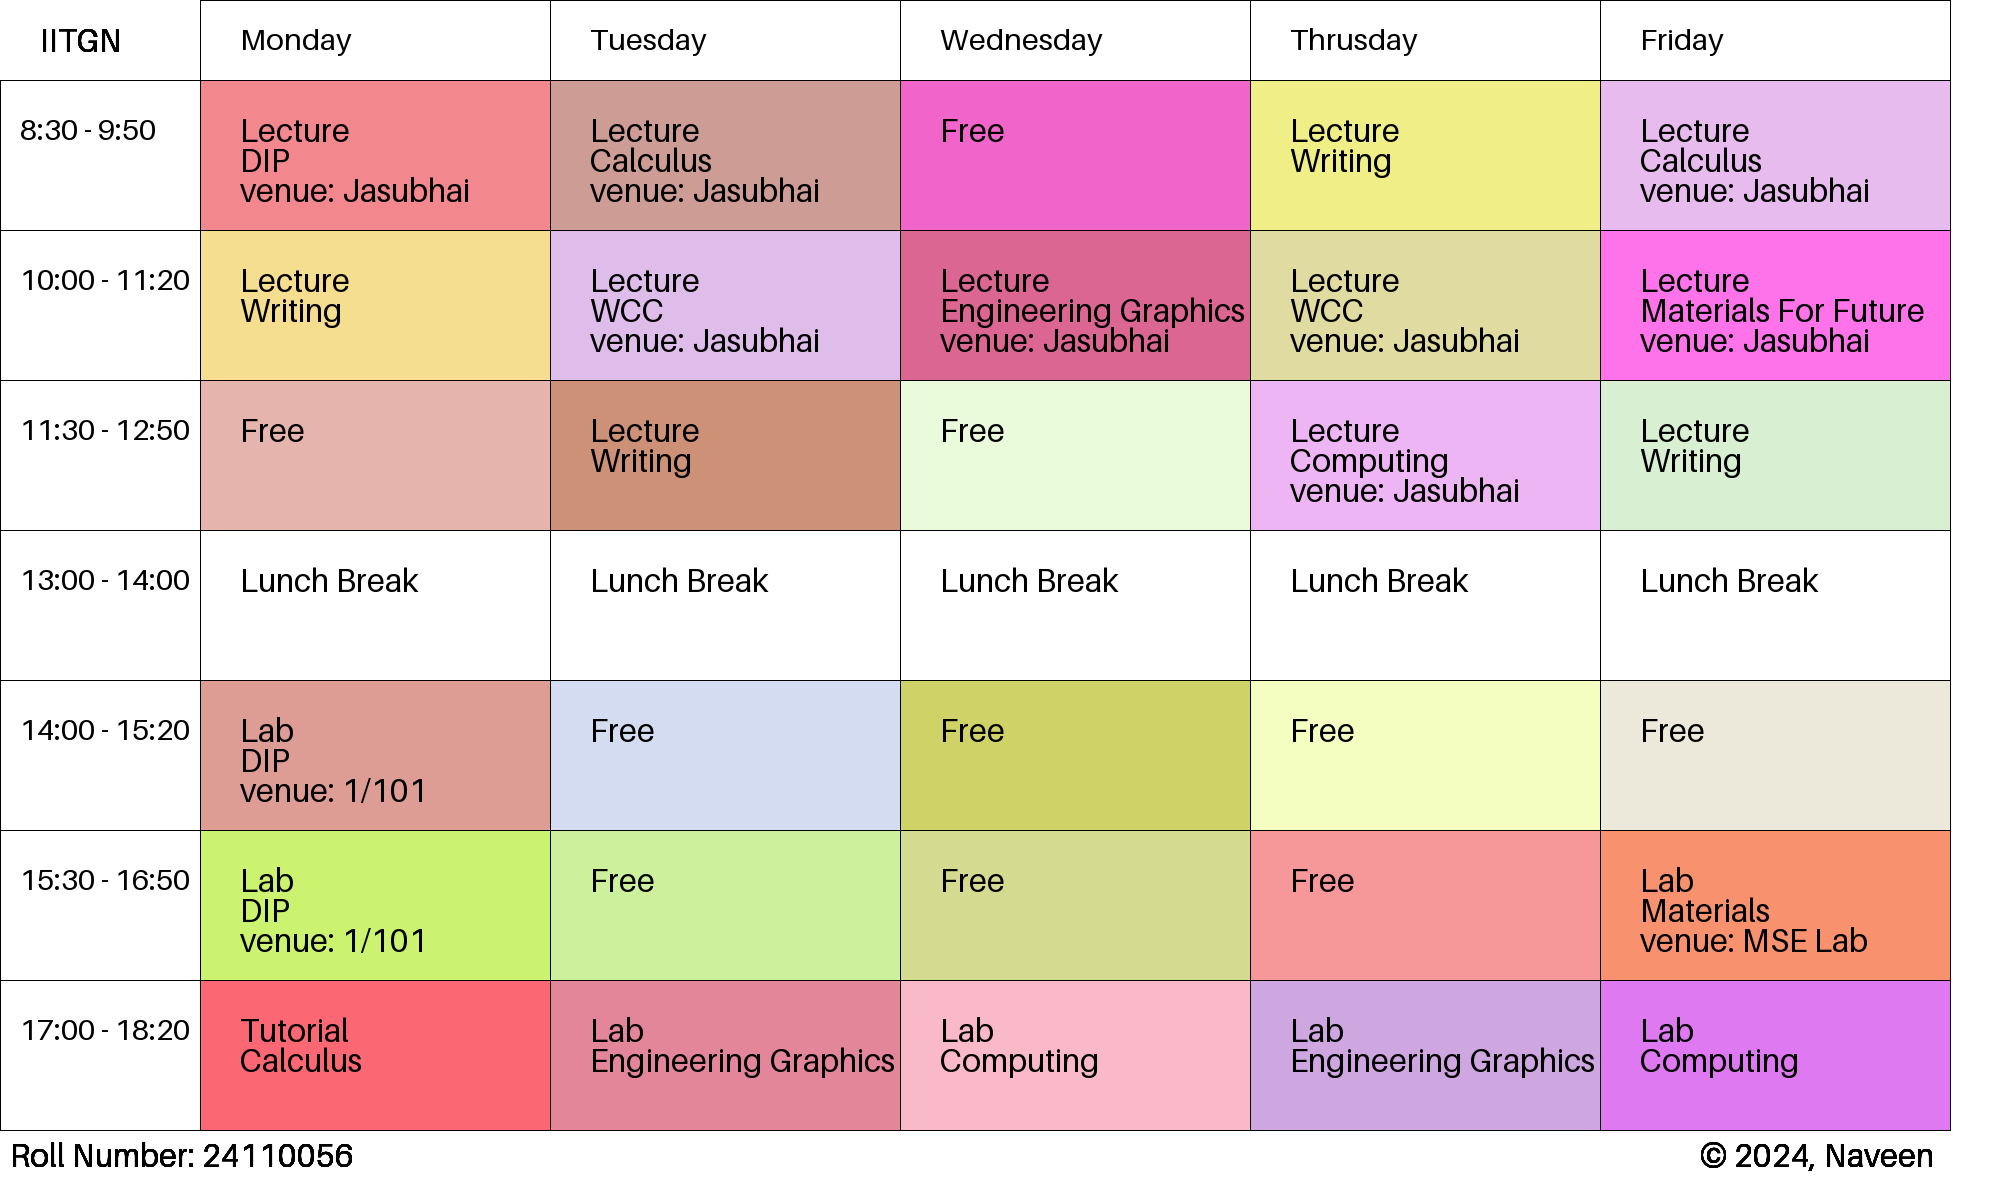 IITGN
Monday
Tuesday
Wednesday
Thrusday
Friday
8:30 - 9:50
Lecture
DIP
venue: Jasubhai
Lecture
Calculus
venue: Jasubhai
Free
Lecture
Writing
Lecture
Calculus
venue: Jasubhai
10:00 - 11:20
Lecture
Writing
Lecture
WCC
venue: Jasubhai
Lecture
Engineering Graphics
venue: Jasubhai
Lecture
WCC
venue: Jasubhai
Lecture
Materials For Future
venue: Jasubhai
11:30 - 12:50
Free
Lecture
Writing
Free
Lecture
Computing
venue: Jasubhai
Lecture
Writing
13:00 - 14:00
Lunch Break
Lunch Break
Lunch Break
Lunch Break
Lunch Break
14:00 - 15:20
Lab
DIP
venue: 1/101
Free
Free
Free
Free
15:30 - 16:50
Lab
DIP
venue: 1/101
Free
Free
Free
Lab
Materials
venue: MSE Lab
17:00 - 18:20
Tutorial
Calculus
Lab
Engineering Graphics
Lab
Computing
Lab
Engineering Graphics
Lab
Computing
Roll Number: 24110056
© 2024, Naveen